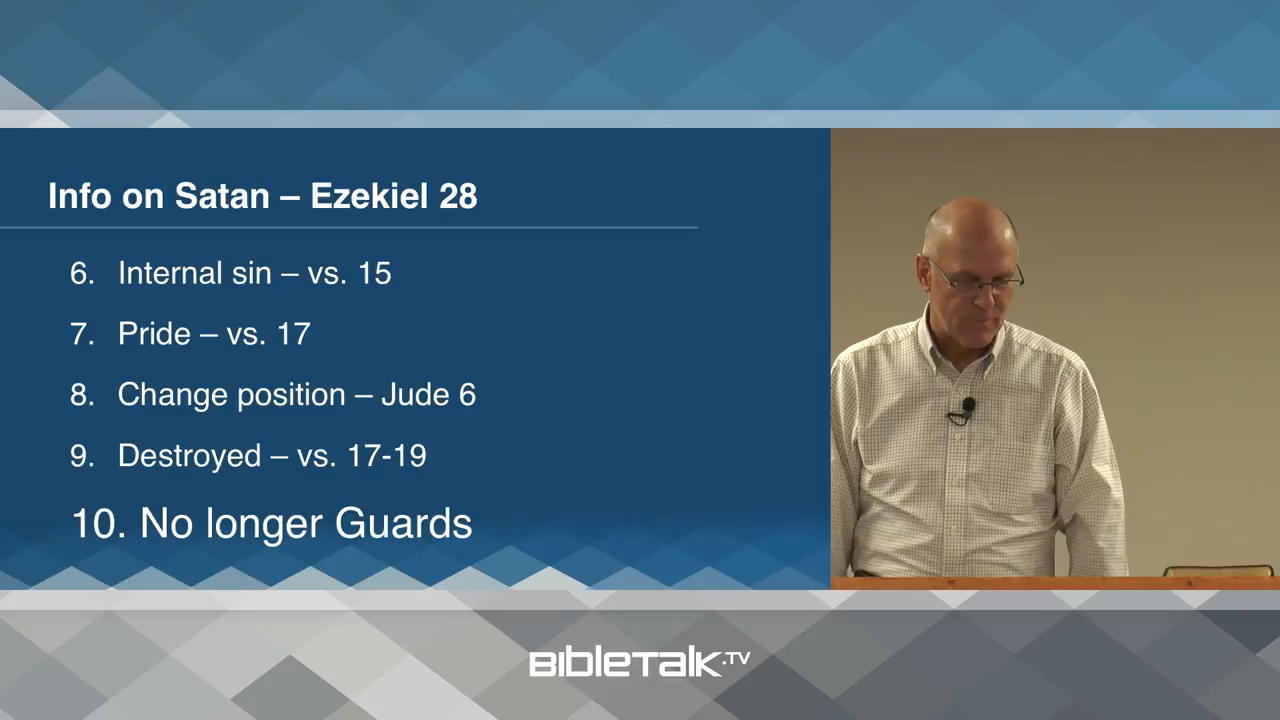 Info on Satan – Ezekiel 28
6. Internal sin – vs. 15
7. Pride – vs. 17
8. Change position – Jude 6
9. Destroyed – vs. 17-19
10. No longer Guards
BIBLETALK.TV